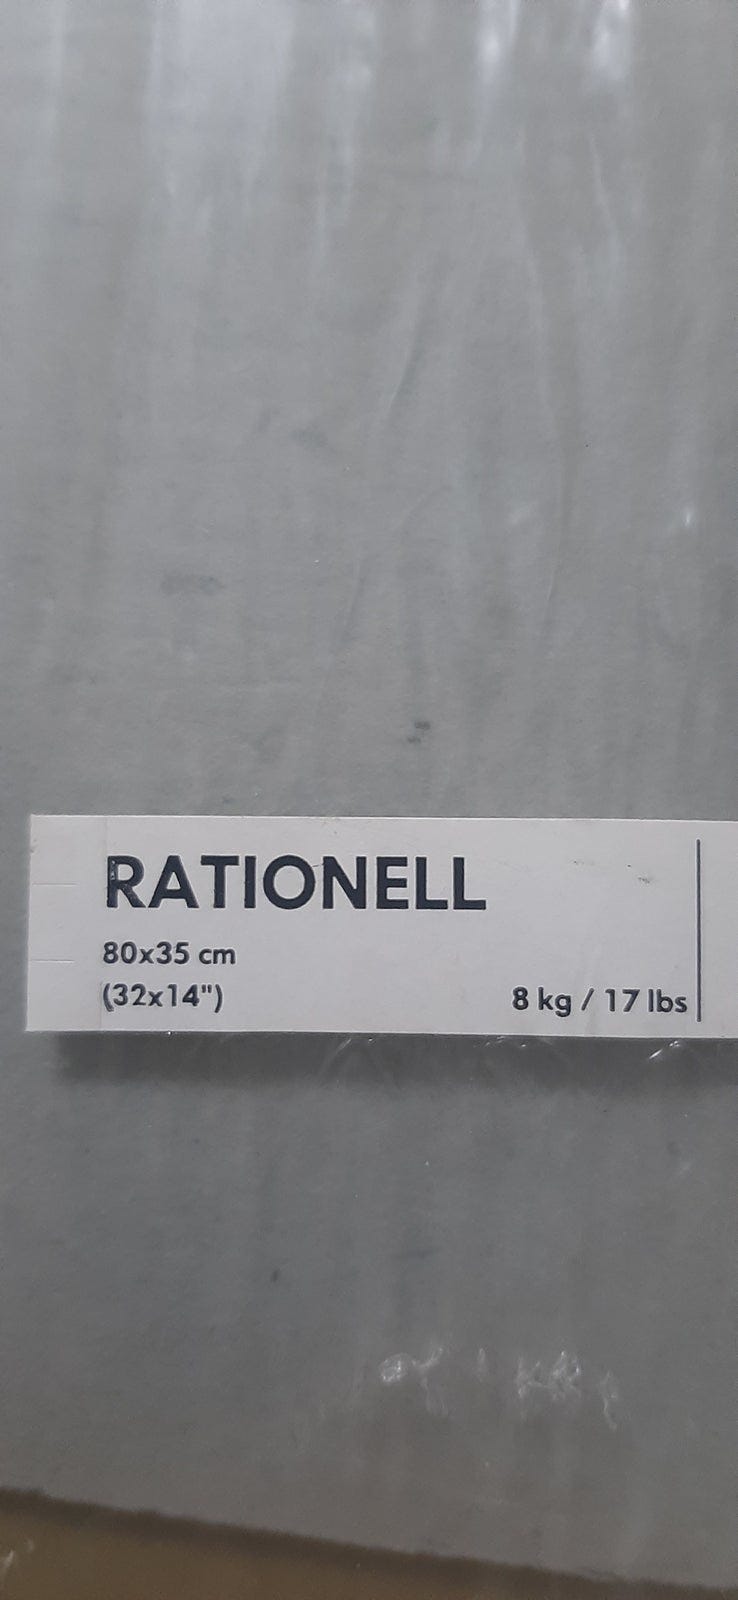 RATIONELL
80x35 cm
(32x14")
8 kg / 17 lbs